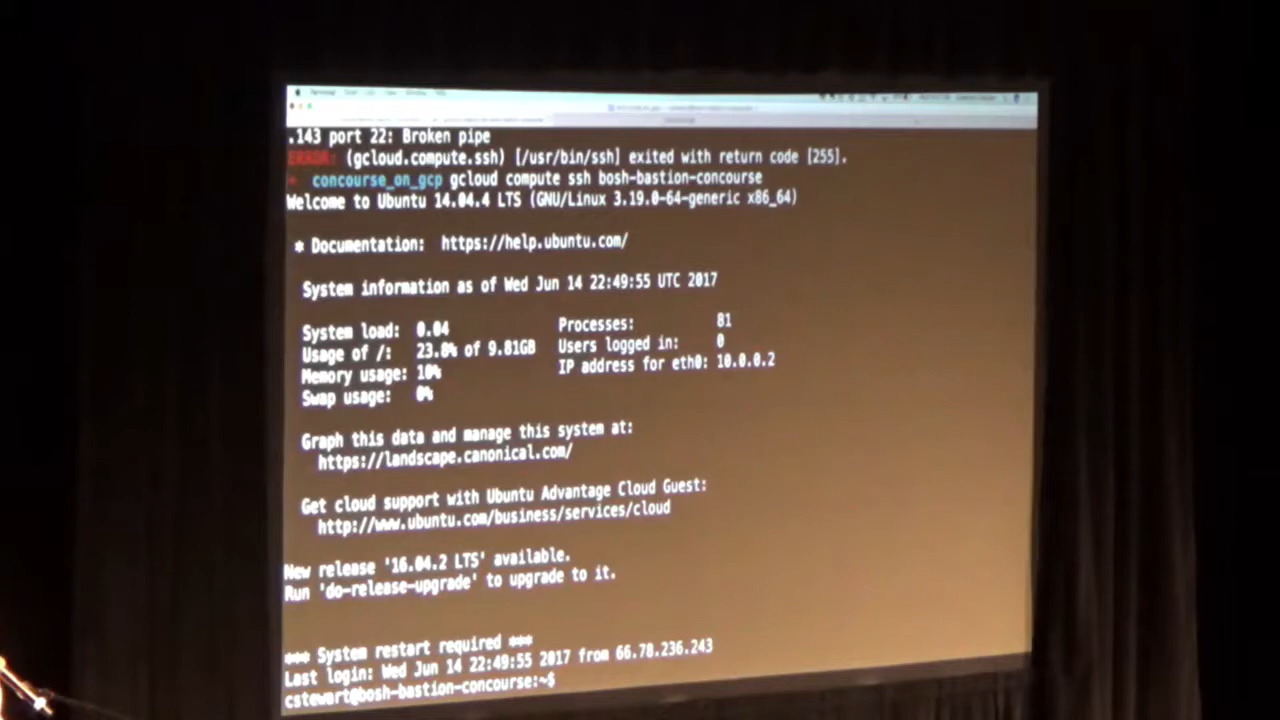 .143 port 22: Broken pipe
ERROR: (gcloud.compute.ssh) [/usr/bin/ssh] exited with return code [255].
concourse_on_gcp gcloud compute ssh bosh-bastion-concourse
Welcome to Ubuntu 14.04.4 LTS (GNU/Linux 3.19.0-64-generic x86_64)
* Documentation: https://help.ubuntu.com/
System information as of Wed Jun 14 22:49:55 UTC 2017
System load: 0.04 Processes: 81
Usage of /: 23.8% of 9.81GB Users logged in: 0
Memory usage: 10% IP address for eth0: 10.0.0.2
Swap usage: 0%
Graph this data and manage this system at:
https://landscape.canonical.com/
Get cloud support with Ubuntu Advantage Cloud Guest:
http://www.ubuntu.com/business/services/cloud
New release '16.04.2 LTS' available.
Run 'do-release-upgrade' to upgrade to it.
*** System restart required ***
Last login: Wed Jun 14 22:49:55 2017 from 66.78.236.243
cstewart@bosh-bastion-concourse:~$